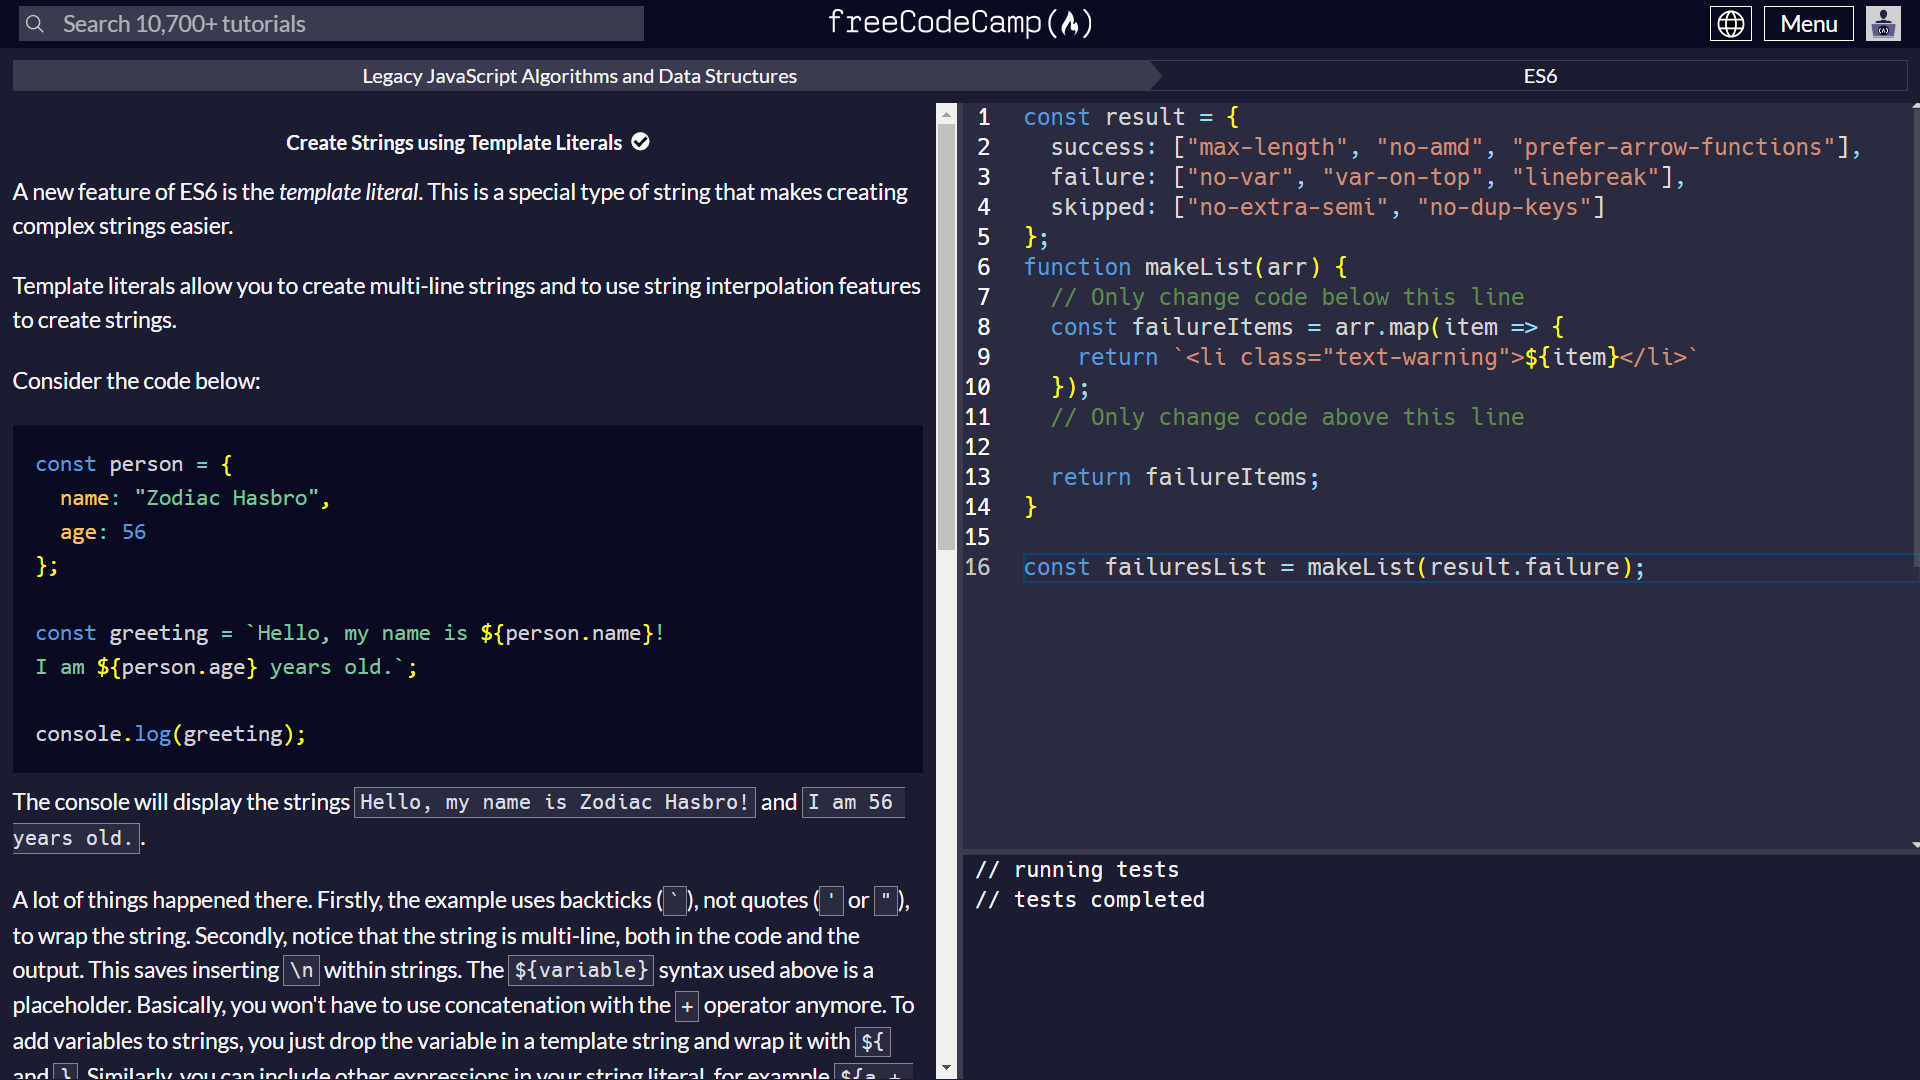 Search 10,700+ tutorials
freeCodeCamp(🔥)
Menu
Legacy JavaScript Algorithms and Data Structures
ES6
Create Strings using Template Literals
A new feature of ES6 is the template literal. This is a special type of string that makes creating
complex strings easier.
Template literals allow you to create multi-line strings and to use string interpolation features
to create strings.
Consider the code below:
const person = {
  name: "Zodiac Hasbro",
  age: 56
};
const greeting = `Hello, my name is ${person.name}!
I am ${person.age} years old.`;
console.log(greeting);
The console will display the strings Hello, my name is Zodiac Hasbro! and I am 56
years old. .
A lot of things happened there. Firstly, the example uses backticks (`), not quotes (' or "),
to wrap the string. Secondly, notice that the string is multi-line, both in the code and the
output. This saves inserting \n within strings. The ${variable} syntax used above is a
placeholder. Basically, you won't have to use concatenation with the + operator anymore. To
add variables to strings, you just drop the variable in a template string and wrap it with ${
and }. Similarly, you can include other expressions in your string literal, for example ${a +
1 const result = {
2   success: ["max-length", "no-amd", "prefer-arrow-functions"],
3   failure: ["no-var", "var-on-top", "linebreak"],
4   skipped: ["no-extra-semi", "no-dup-keys"]
5 };
6 function makeList(arr) {
7   // Only change code below this line
8   const failureItems = arr.map(item => {
9     return `<li class="text-warning">${item}</li>`
10   });
11   // Only change code above this line
12
13   return failureItems;
14 }
15
16 const failuresList = makeList(result.failure);
// running tests
// tests completed